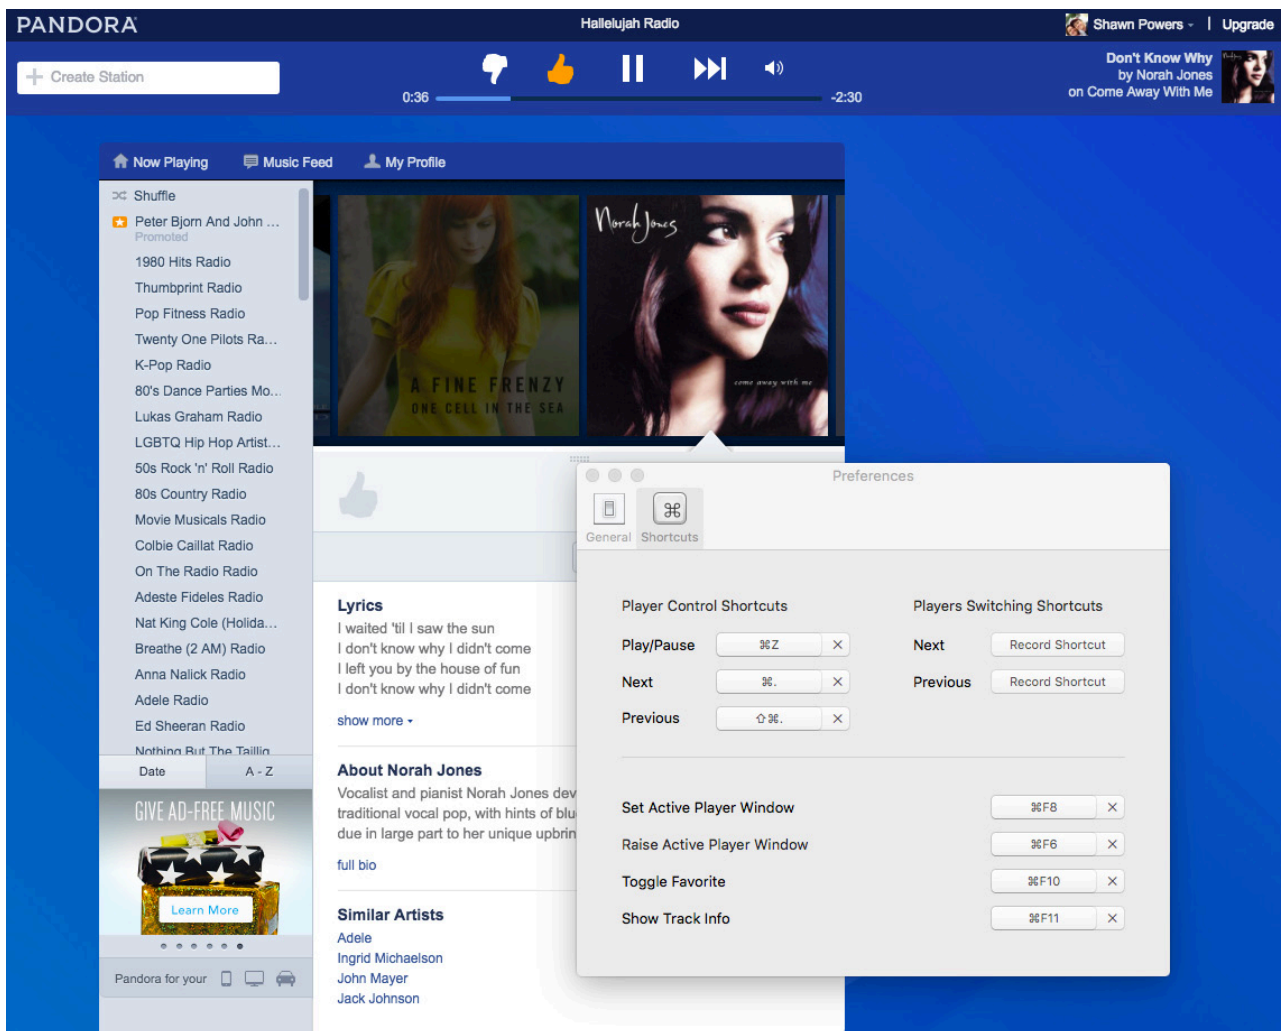 PANDORA
Hallelujah Radio
Shawn Powers
| Upgrade
Create Station
0:36
-2:30
Don't Know Why
by Norah Jones
on Come Away With Me
Now Playing
Music Feed
My Profile
Shuffle
Peter Bjorn And John ...
Promoted
1980 Hits Radio
Thumbprint Radio
Pop Fitness Radio
Twenty One Pilots Ra...
K-Pop Radio
80's Dance Parties Mo...
Lukas Graham Radio
LGBTQ Hip Hop Artist...
50s Rock 'n' Roll Radio
80s Country Radio
Movie Musicals Radio
Colbie Caillat Radio
On The Radio Radio
Adeste Fideles Radio
Nat King Cole (Holida...
Breathe (2 AM) Radio
Anna Nalick Radio
Adele Radio
Ed Sheeran Radio
Nothing But The Taillig
Date
A - Z
GIVE AD-FREE MUSIC
Learn More
Pandora for your
A FINE FRENZY
ONE CELL IN THE SEA
Norah Jones
come away with me
Lyrics
I waited 'til I saw the sun
I don't know why I didn't come
I left you by the house of fun
I don't know why I didn't come
show more
About Norah Jones
Vocalist and pianist Norah Jones dev
traditional vocal pop, with hints of blu
due in large part to her unique upbrin
full bio
Similar Artists
Adele
Ingrid Michaelson
John Mayer
Jack Johnson
Preferences
General
Shortcuts
Player Control Shortcuts
Play/Pause ⌘Z ×
Next ⌘. ×
Previous ⇧⌘. ×
Players Switching Shortcuts
Next Record Shortcut
Previous Record Shortcut
Set Active Player Window ⌘F8 ×
Raise Active Player Window ⌘F6 ×
Toggle Favorite ⌘F10 ×
Show Track Info ⌘F11 ×